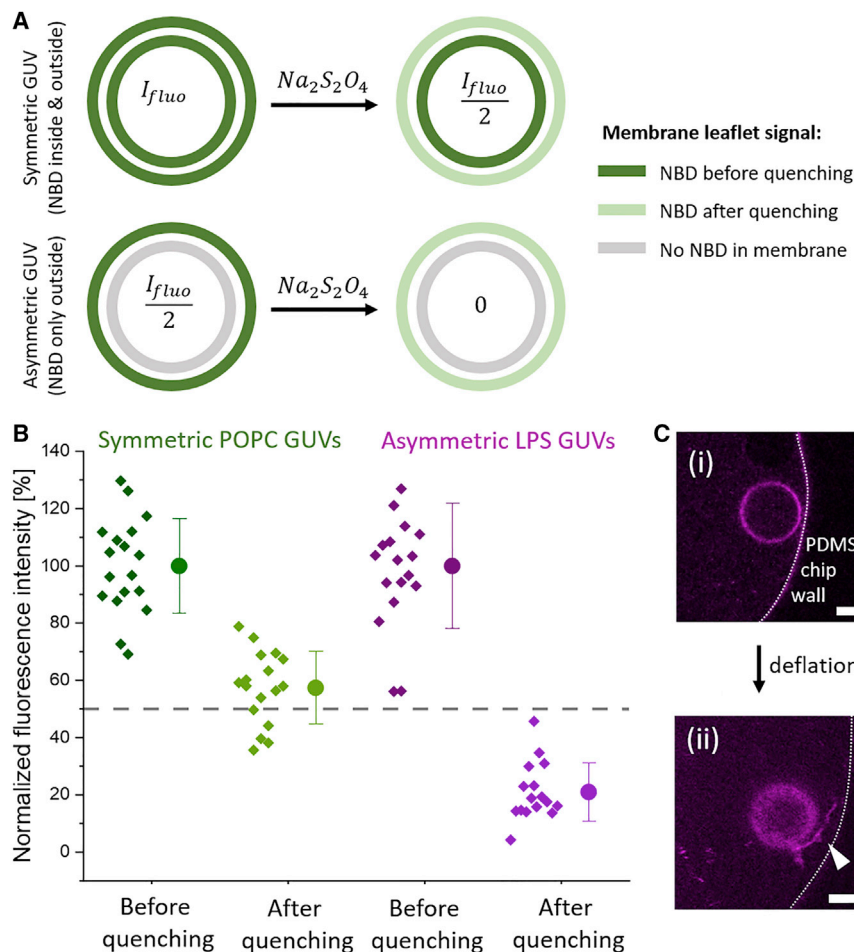 A
Symmetric GUV
(NBD inside & outside)
I_fluo
Na₂S₂O₄
I_fluo
2
Asymmetric GUV
(NBD only outside)
I_fluo
2
Na₂S₂O₄
0
Membrane leaflet signal:
NBD before quenching
NBD after quenching
No NBD in membrane
B
Symmetric POPC GUVs
Asymmetric LPS GUVs
Normalized fluorescence intensity [%]
140
120
100
80
60
40
20
0
Before
quenching
After
quenching
Before
quenching
After
quenching
C
(i)
PDMS
chip
wall
deflation
(ii)